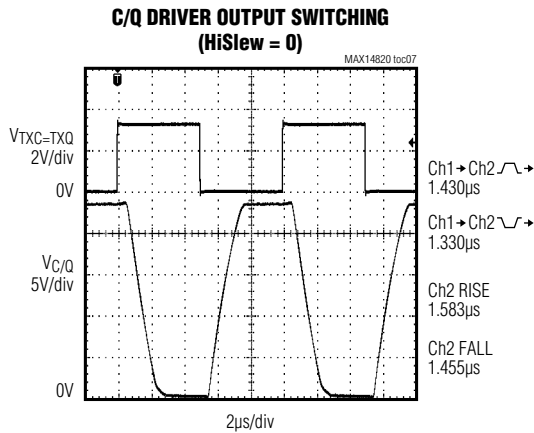 C/Q DRIVER OUTPUT SWITCHING
(HiSlew = 0)
MAX14820 toc07
T
VTXC=TXQ
2V/div
0V
VC/Q
5V/div
0V
2µs/div
Ch1→Ch2
1.430µs
Ch1→Ch2
1.330µs
Ch2 RISE
1.583µs
Ch2 FALL
1.455µs